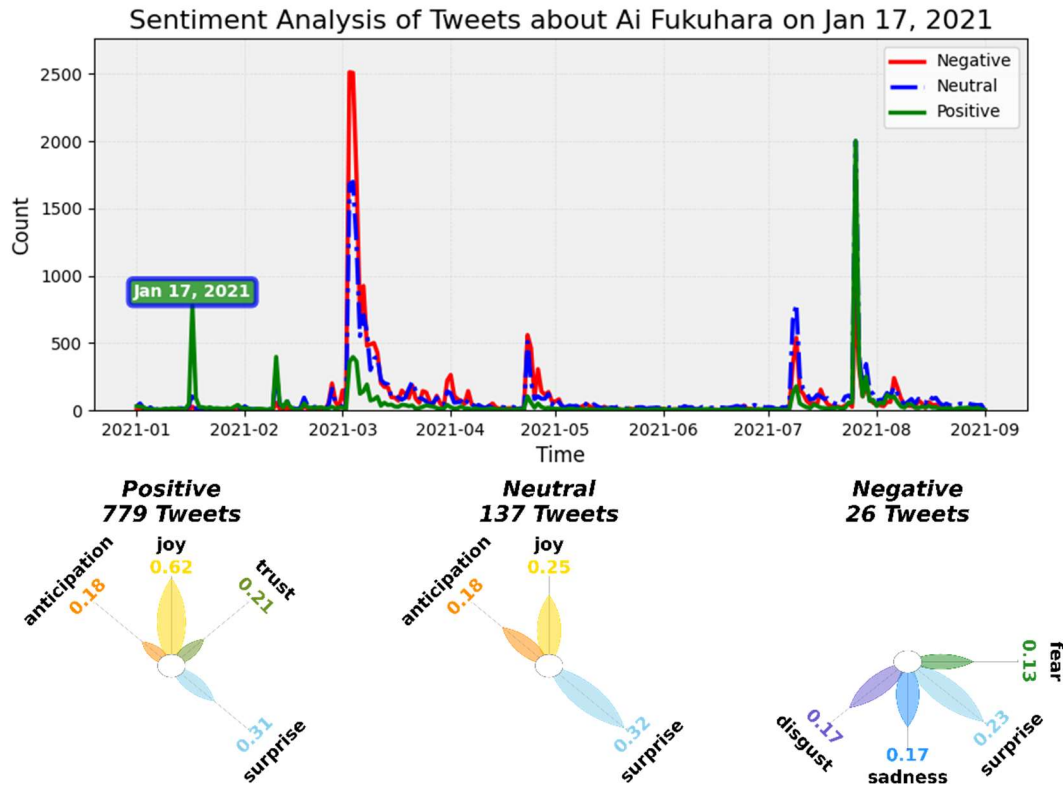 Sentiment Analysis of Tweets about Ai Fukuhara on Jan 17, 2021
Negative
Neutral
Positive
2500
2000
1500
1000
500
0
Count
Jan 17, 2021
2021-01
2021-02
2021-03
2021-04
2021-05
2021-06
2021-07
2021-08
2021-09
Time
Positive
779 Tweets
anticipation
0.18
joy
0.62
trust
0.21
0.31
surprise
Neutral
137 Tweets
anticipation
0.18
joy
0.25
0.32
surprise
Negative
26 Tweets
fear
0.13
disgust
0.17
0.17
sadness
0.23
surprise